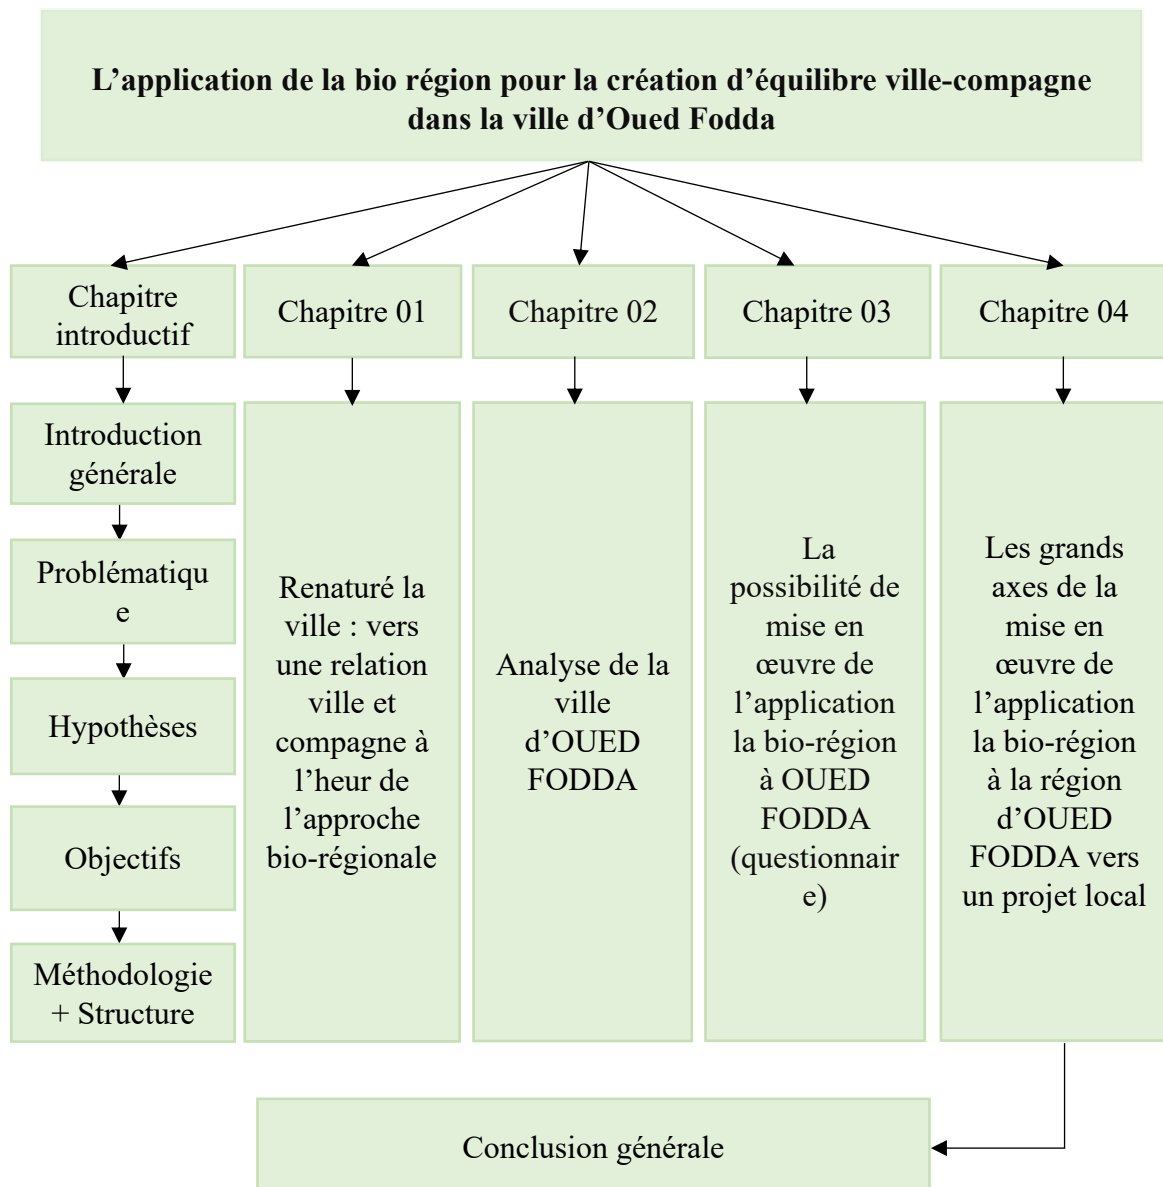 L’application de la bio région pour la création d’équilibre ville-compagne
dans la ville d’Oued Fodda
Chapitre
introductif
Introduction
générale
Problématiqu
e
Hypothèses
Objectifs
Méthodologie
+ Structure
Chapitre 01
Renaturé la
ville : vers
une relation
ville et
compagne à
l’heur de
l’approche
bio-régionale
Chapitre 02
Analyse de la
ville
d’OUED
FODDA
Chapitre 03
La
possibilité de
mise en
œuvre de
l’application
la bio-région
à OUED
FODDA
(questionnair
e)
Chapitre 04
Les grands
axes de la
mise en
œuvre de
l’application
la bio-région
à la région
d’OUED
FODDA vers
un projet local
Conclusion générale